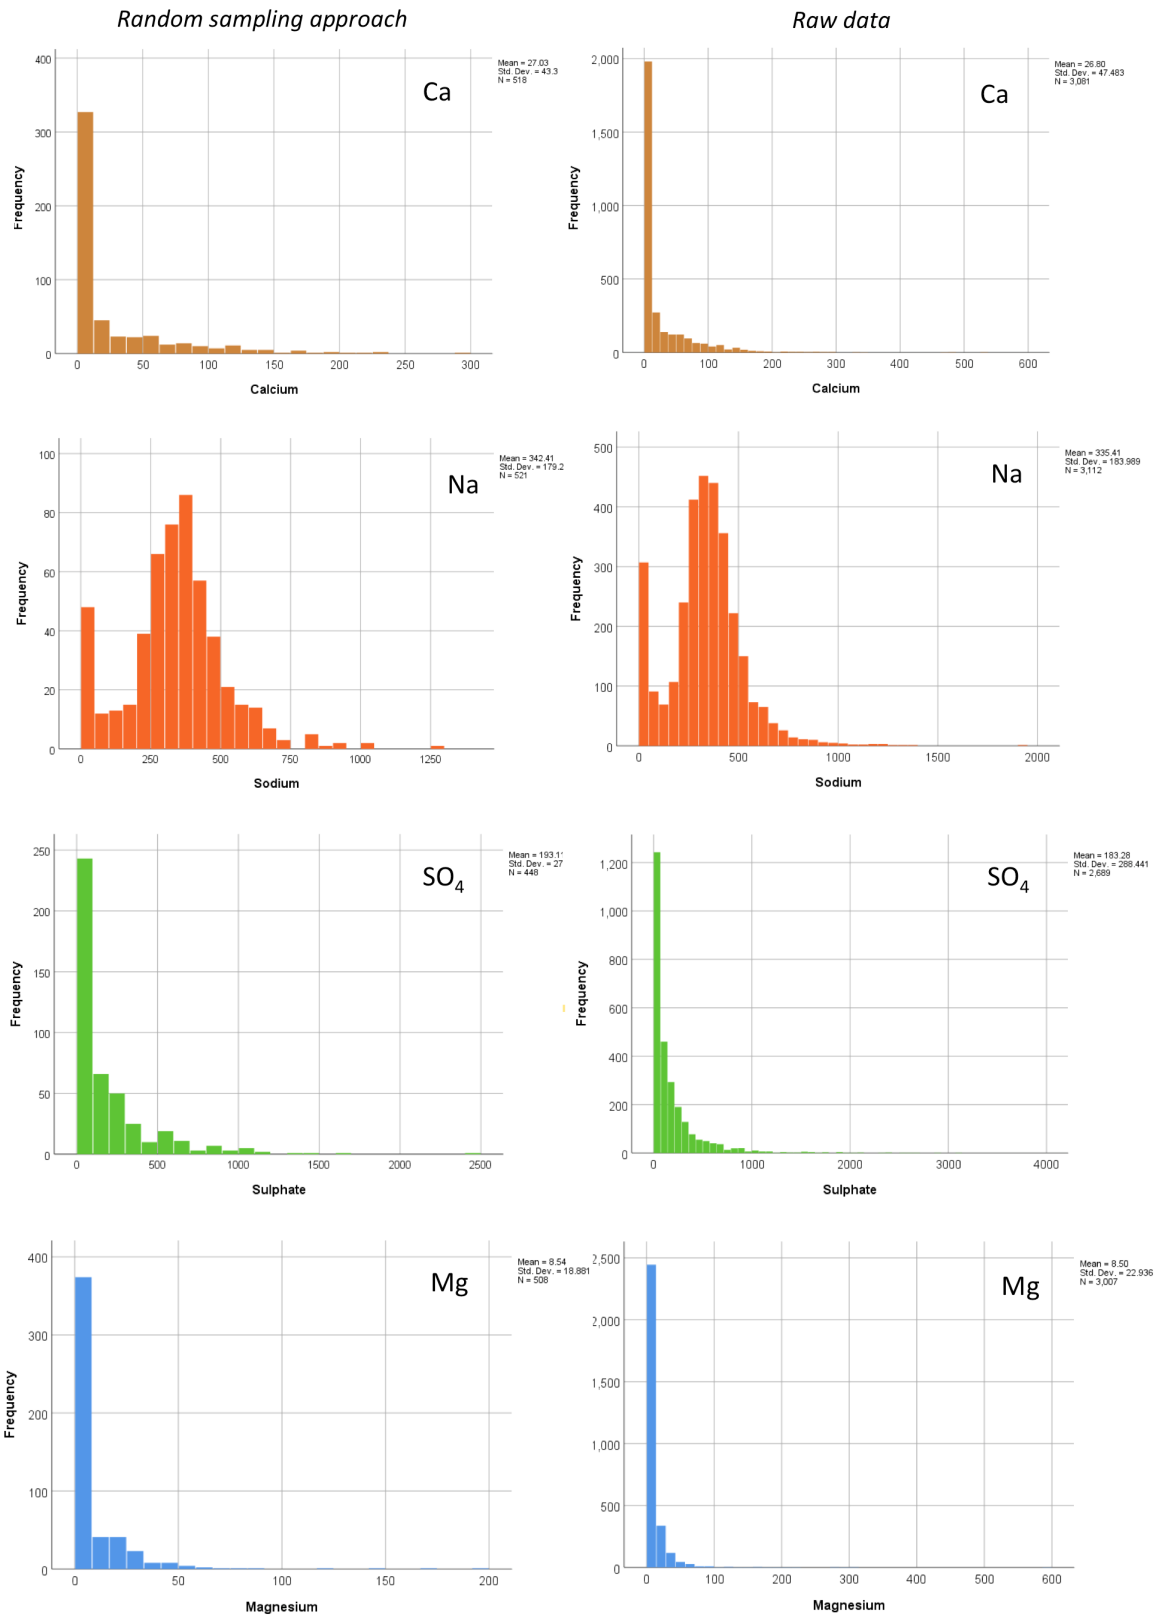 Random sampling approach
Raw data
400
300
200
100
0
Frequency
0 50 100 150 200 250 300
Calcium
Ca
Mean = 27.03
Std. Dev. = 43.3
N = 518
2,000
1,500
1,000
500
0
Frequency
0 100 200 300 400 500 600
Calcium
Ca
Mean = 26.80
Std. Dev. = 47.483
N = 3,081
100
80
60
40
20
0
Frequency
0 250 500 750 1000 1250
Sodium
Na
Mean = 342.41
Std. Dev. = 179.2
N = 521
500
400
300
200
100
0
Frequency
0 500 1000 1500 2000
Sodium
Na
Mean = 335.41
Std. Dev. = 183.989
N = 3,112
250
200
150
100
50
0
Frequency
0 500 1000 1500 2000 2500
Sulphate
SO4
Mean = 193.1
Std. Dev. = 27
N = 448
1,200
1,000
800
600
400
200
0
Frequency
0 1000 2000 3000 4000
Sulphate
SO4
Mean = 183.28
Std. Dev. = 288.441
N = 2,689
400
300
200
100
0
Frequency
0 50 100 150 200
Magnesium
Mg
Mean = 8.54
Std. Dev. = 18.881
N = 508
2,500
2,000
1,500
1,000
500
0
0 100 200 300 400 500 600
Magnesium
Mg
Mean = 8.50
Std. Dev. = 22.936
N = 3,007